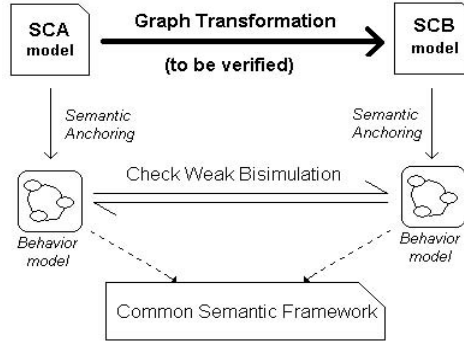 SCA
model
Graph Transformation
(to be verified)
SCB
model
Semantic
Anchoring
Semantic
Anchoring
Check Weak Bisimulation
Behavior
model
Behavior
model
Common Semantic Framework